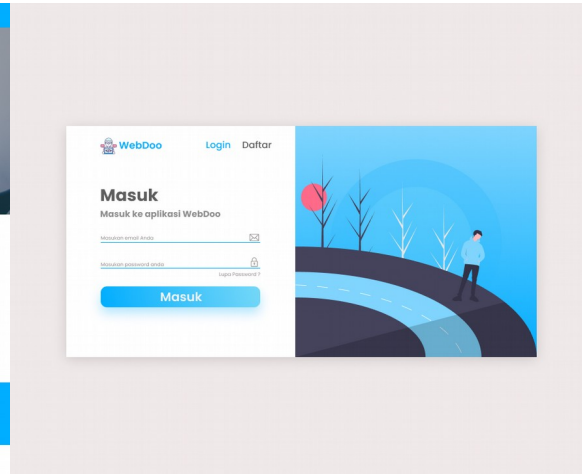 WebDoo
Login Daftar
Masuk
Masuk ke aplikasi WebDoo
Masukan email Anda
Masukan password anda
Lupa Password ?
Masuk